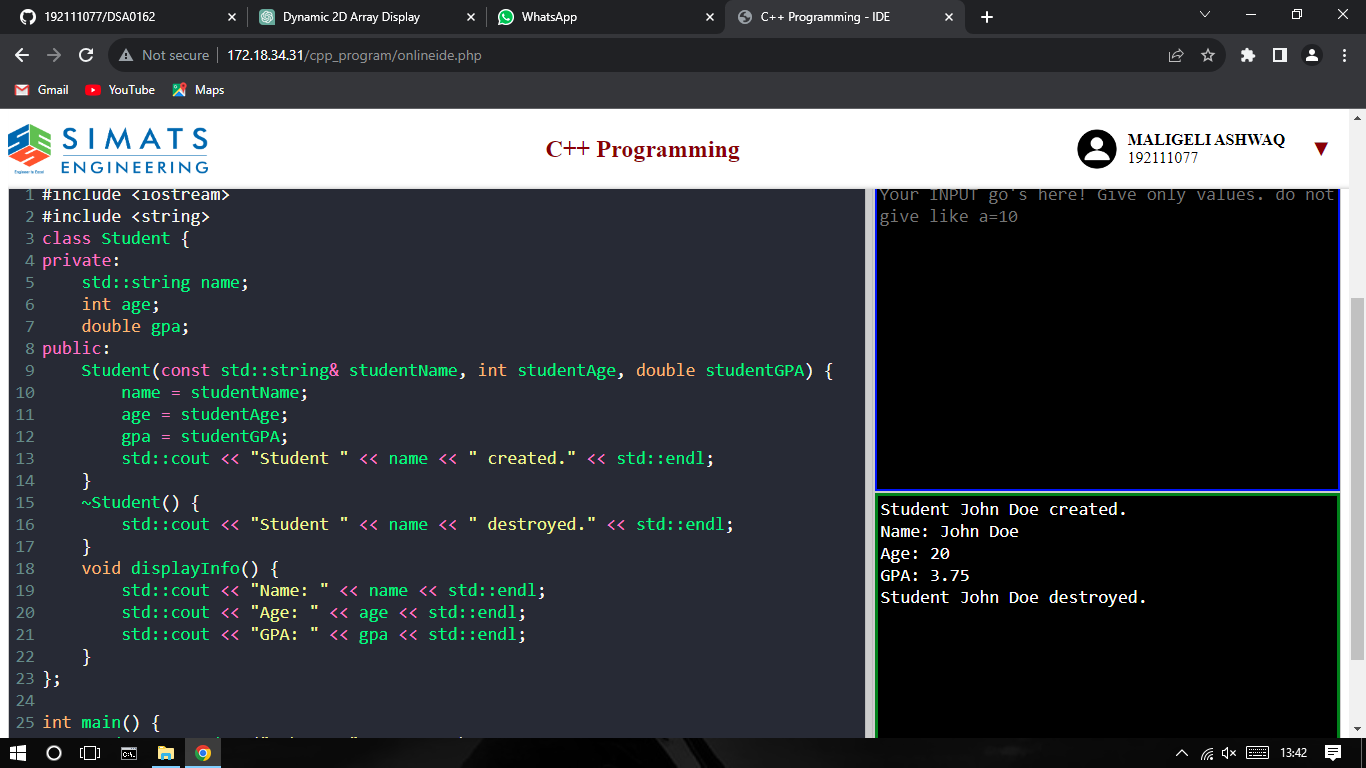 192111077/DSA0162
Dynamic 2D Array Display
WhatsApp
C++ Programming - IDE
Not secure
172.18.34.31/cpp_program/onlineide.php
Gmail
YouTube
Maps
SIMATS
ENGINEERING
Engineer to Excel
C++ Programming
MALIGELI ASHWAQ
192111077
1 #include <iostream>
2 #include <string>
3 class Student {
4 private:
5     std::string name;
6     int age;
7     double gpa;
8 public:
9     Student(const std::string& studentName, int studentAge, double studentGPA) {
10         name = studentName;
11         age = studentAge;
12         gpa = studentGPA;
13         std::cout << "Student " << name << " created." << std::endl;
14     }
15     ~Student() {
16         std::cout << "Student " << name << " destroyed." << std::endl;
17     }
18     void displayInfo() {
19         std::cout << "Name: " << name << std::endl;
20         std::cout << "Age: " << age << std::endl;
21         std::cout << "GPA: " << gpa << std::endl;
22     }
23 };
24
25 int main() {
Your INPUT go's here! Give only values. do not
give like a=10
Student John Doe created.
Name: John Doe
Age: 20
GPA: 3.75
Student John Doe destroyed.
13:42